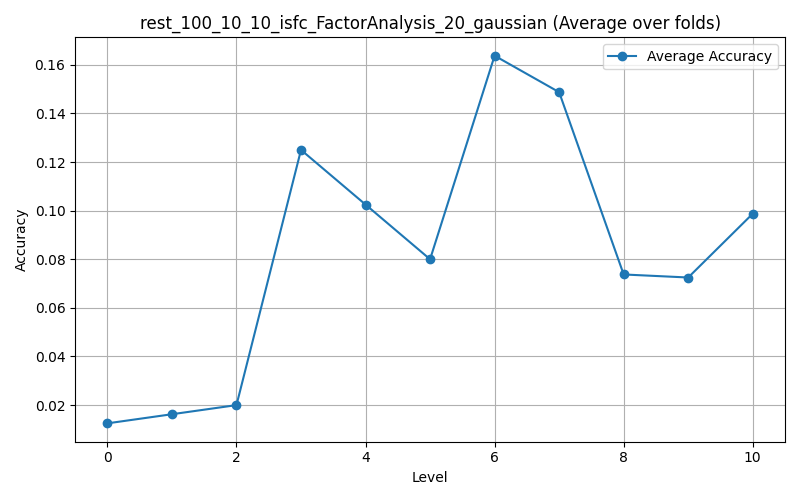 rest_100_10_10_isfc_FactorAnalysis_20_gaussian (Average over folds)
Average Accuracy
0.16
0.14
0.12
0.10
0.08
0.06
0.04
0.02
Accuracy
0 2 4 6 8 10
Level